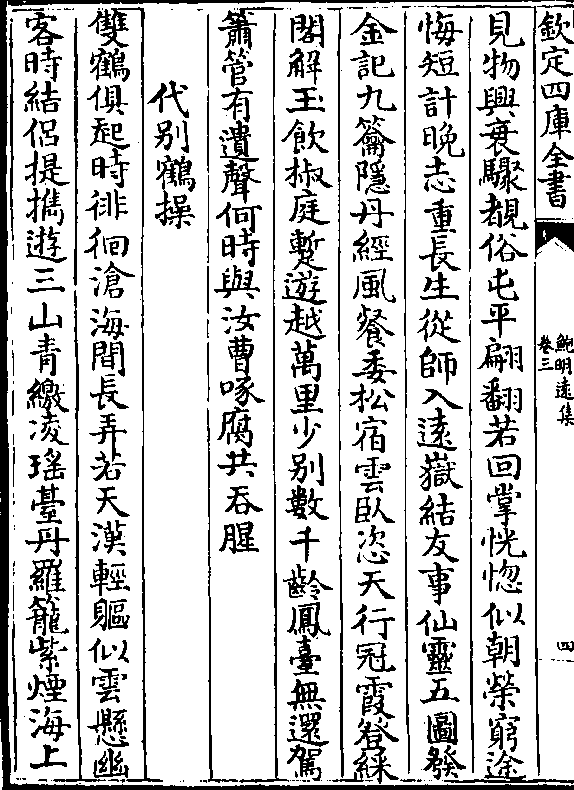 欽定四庫全書
鮑明遠集
卷三
四
見物興衰驟覩俗屯平翩翻若回掌恍惚似朝榮窮途
悔短計晚志重長生從師入遠嶽結友事仙靈五圖發
金記九籥隱丹經風餐委松宿雲臥恣天行冠霞登綵
閣解玉飲椒庭蹔遊越萬里少别數千齡鳳臺無還駕
簫管有遺聲何時與汝曹啄腐共吞腥
代别鶴操
雙鶴俱起時徘徊滄海間長弄若天漢輕軀似雲懸幽
客時結侣提擕遊三山青繳凌瑤臺丹羅籠紫煙海上